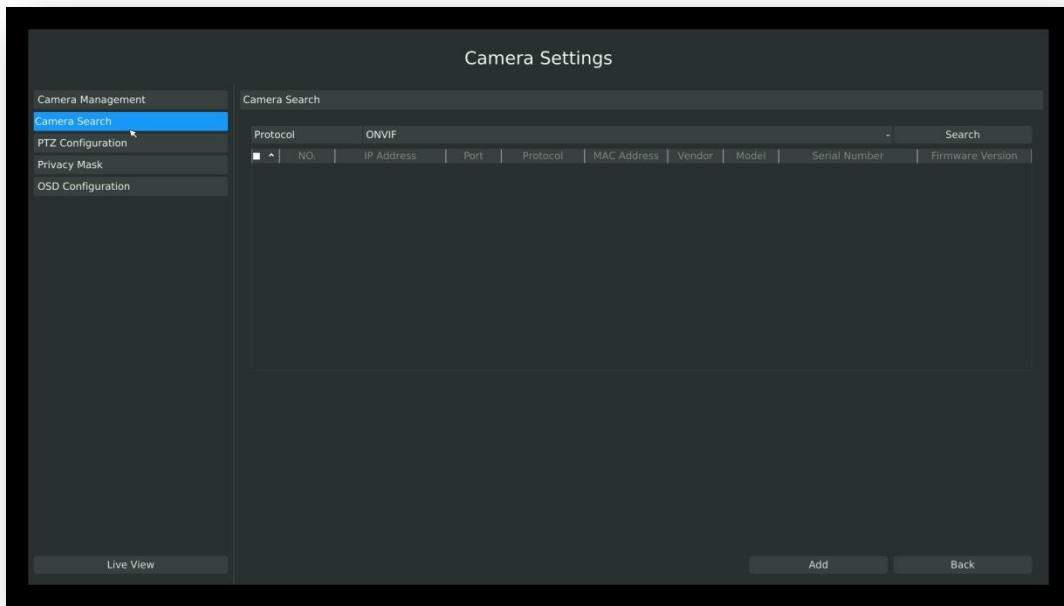 Camera Settings
Camera Management
Camera Search
PTZ Configuration
Privacy Mask
OSD Configuration
Camera Search
Protocol ONVIF - Search
NO. IP Address Port Protocol MAC Address Vendor Model Serial Number Firmware Version
Live View
Add Back